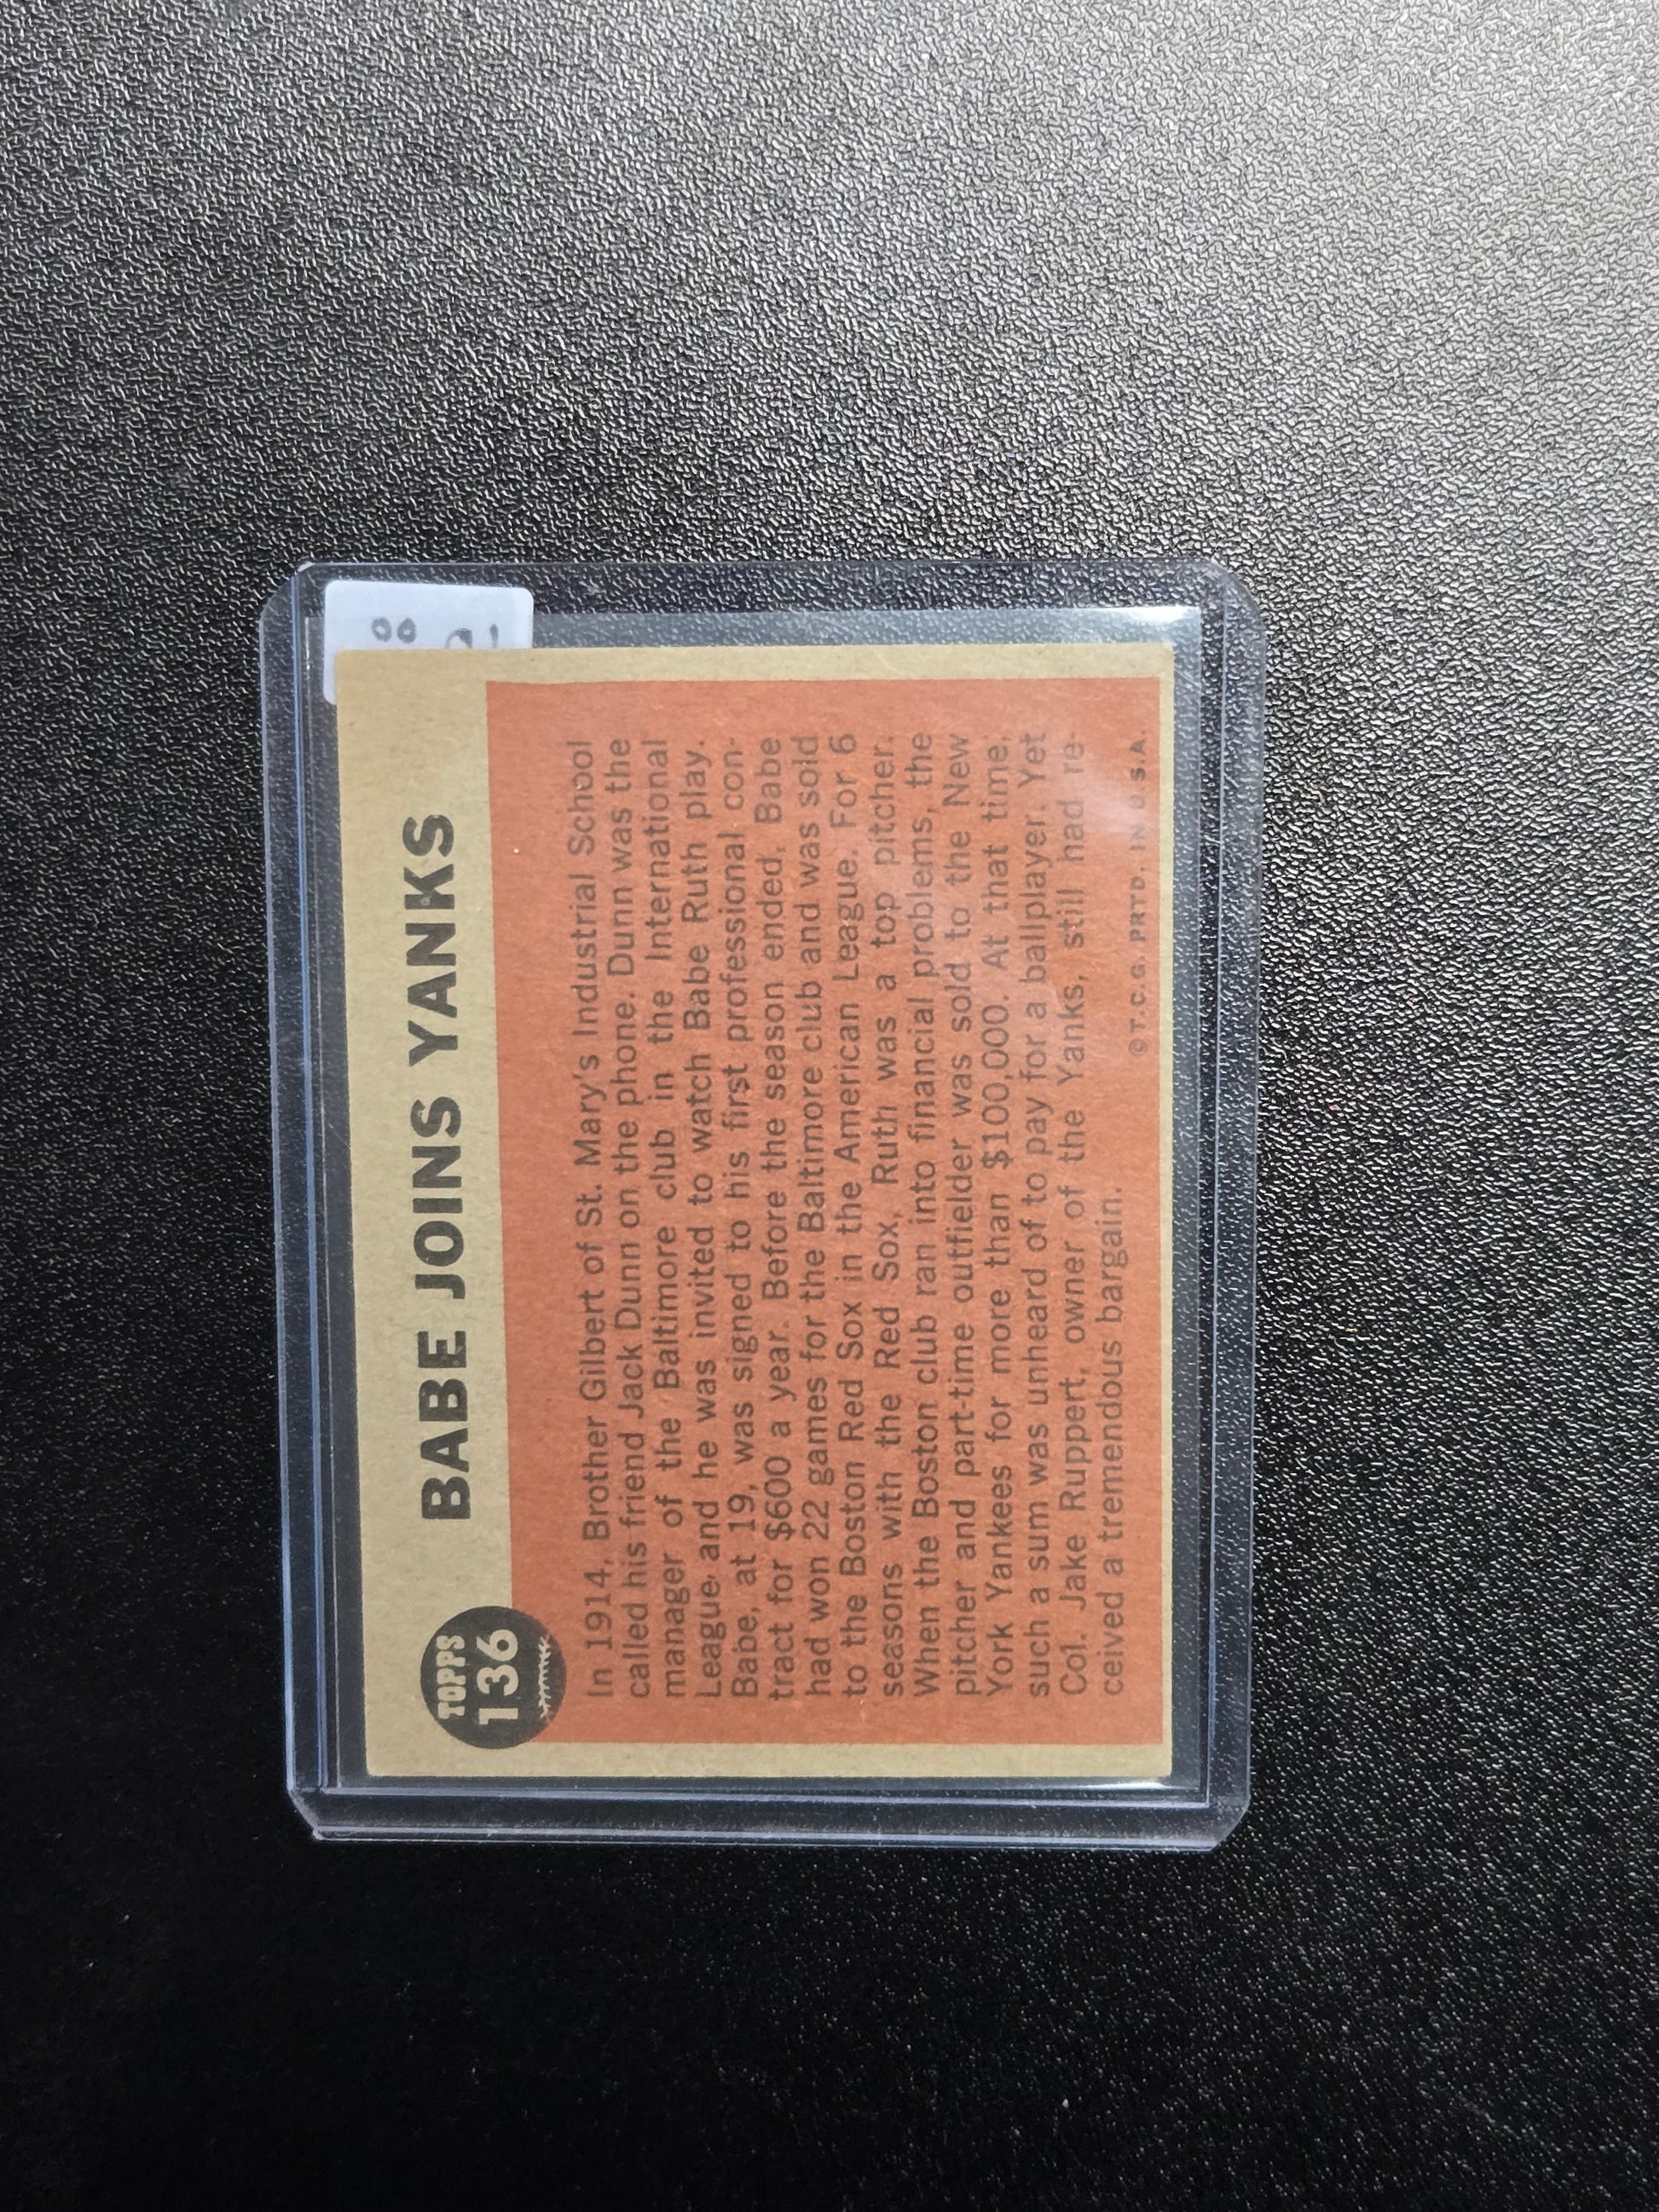 TOPPS
136
BABE JOINS YANKS
In 1914, Brother Gilbert of St. Mary's Industrial School
called his friend Jack Dunn on the phone. Dunn was the
manager of the Baltimore club in the International
League and he was invited to watch Babe Ruth play.
Babe, at 19, was signed to his first professional con-
tract for $600 a year. Before the season ended, Babe
had won 22 games for the Baltimore club and was sold
to the Boston Red Sox in the American League. For 6
seasons with the Red Sox, Ruth was a top pitcher.
When the Boston club ran into financial problems, the
pitcher and part-time outfielder was sold to the New
York Yankees for more than $100,000. At that time,
such a sum was unheard of to pay for a ballplayer. Yet
Col. Jake Ruppert, owner of the Yanks, still had re-
ceived a tremendous bargain.
© T.C.G. PRTD. IN U.S.A.